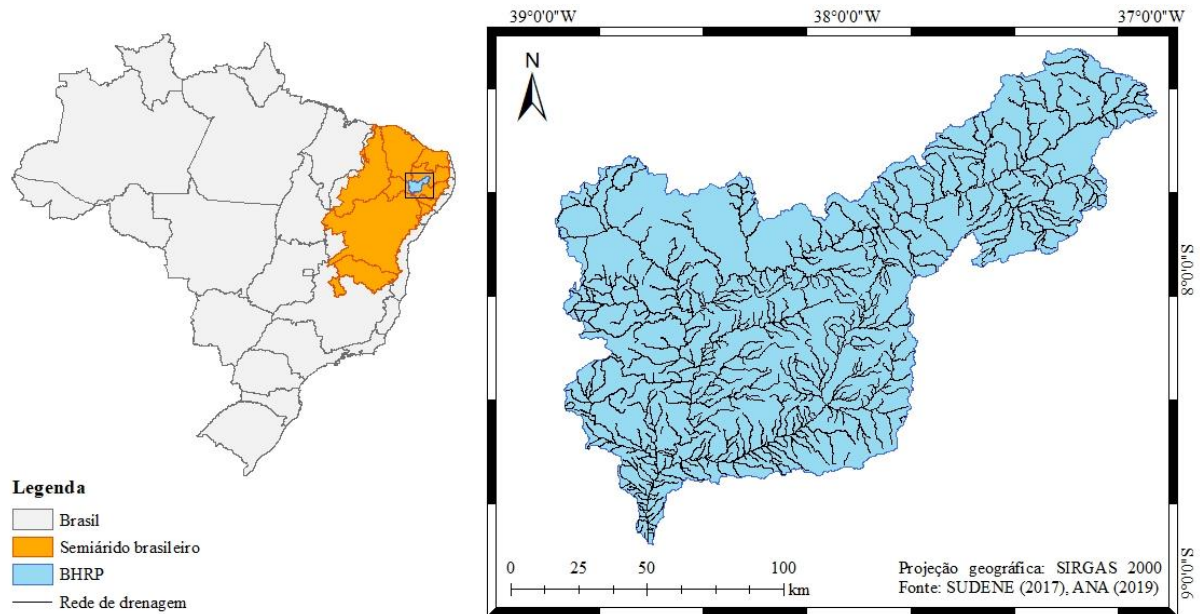 39°0'0"W 38°0'0"W 37°0'0"W
N
8°0'0"S
9°0'0"S
Legenda
Brasil
Semiárido brasileiro
BHRP
Rede de drenagem
0 25 50 100
km
Projeção geográfica: SIRGAS 2000
Fonte: SUDENE (2017), ANA (2019)